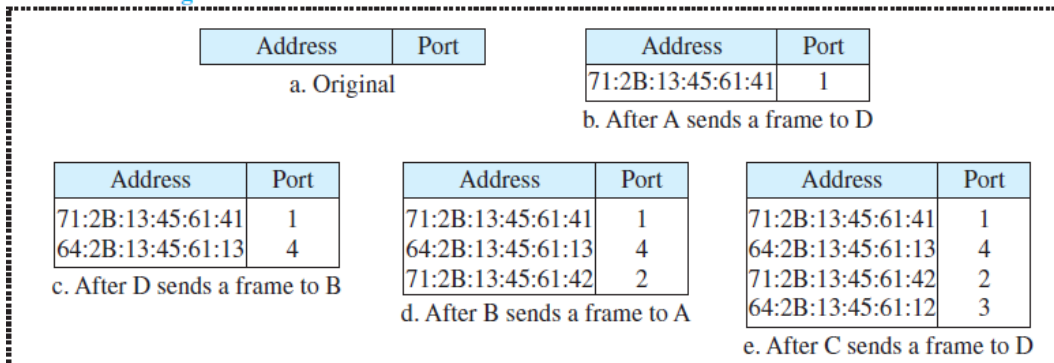 Address Port
a. Original
Address Port
71:2B:13:45:61:41 1
b. After A sends a frame to D
Address Port
71:2B:13:45:61:41 1
64:2B:13:45:61:13 4
c. After D sends a frame to B
Address Port
71:2B:13:45:61:41 1
64:2B:13:45:61:13 4
71:2B:13:45:61:42 2
d. After B sends a frame to A
Address Port
71:2B:13:45:61:41 1
64:2B:13:45:61:13 4
71:2B:13:45:61:42 2
64:2B:13:45:61:12 3
e. After C sends a frame to D